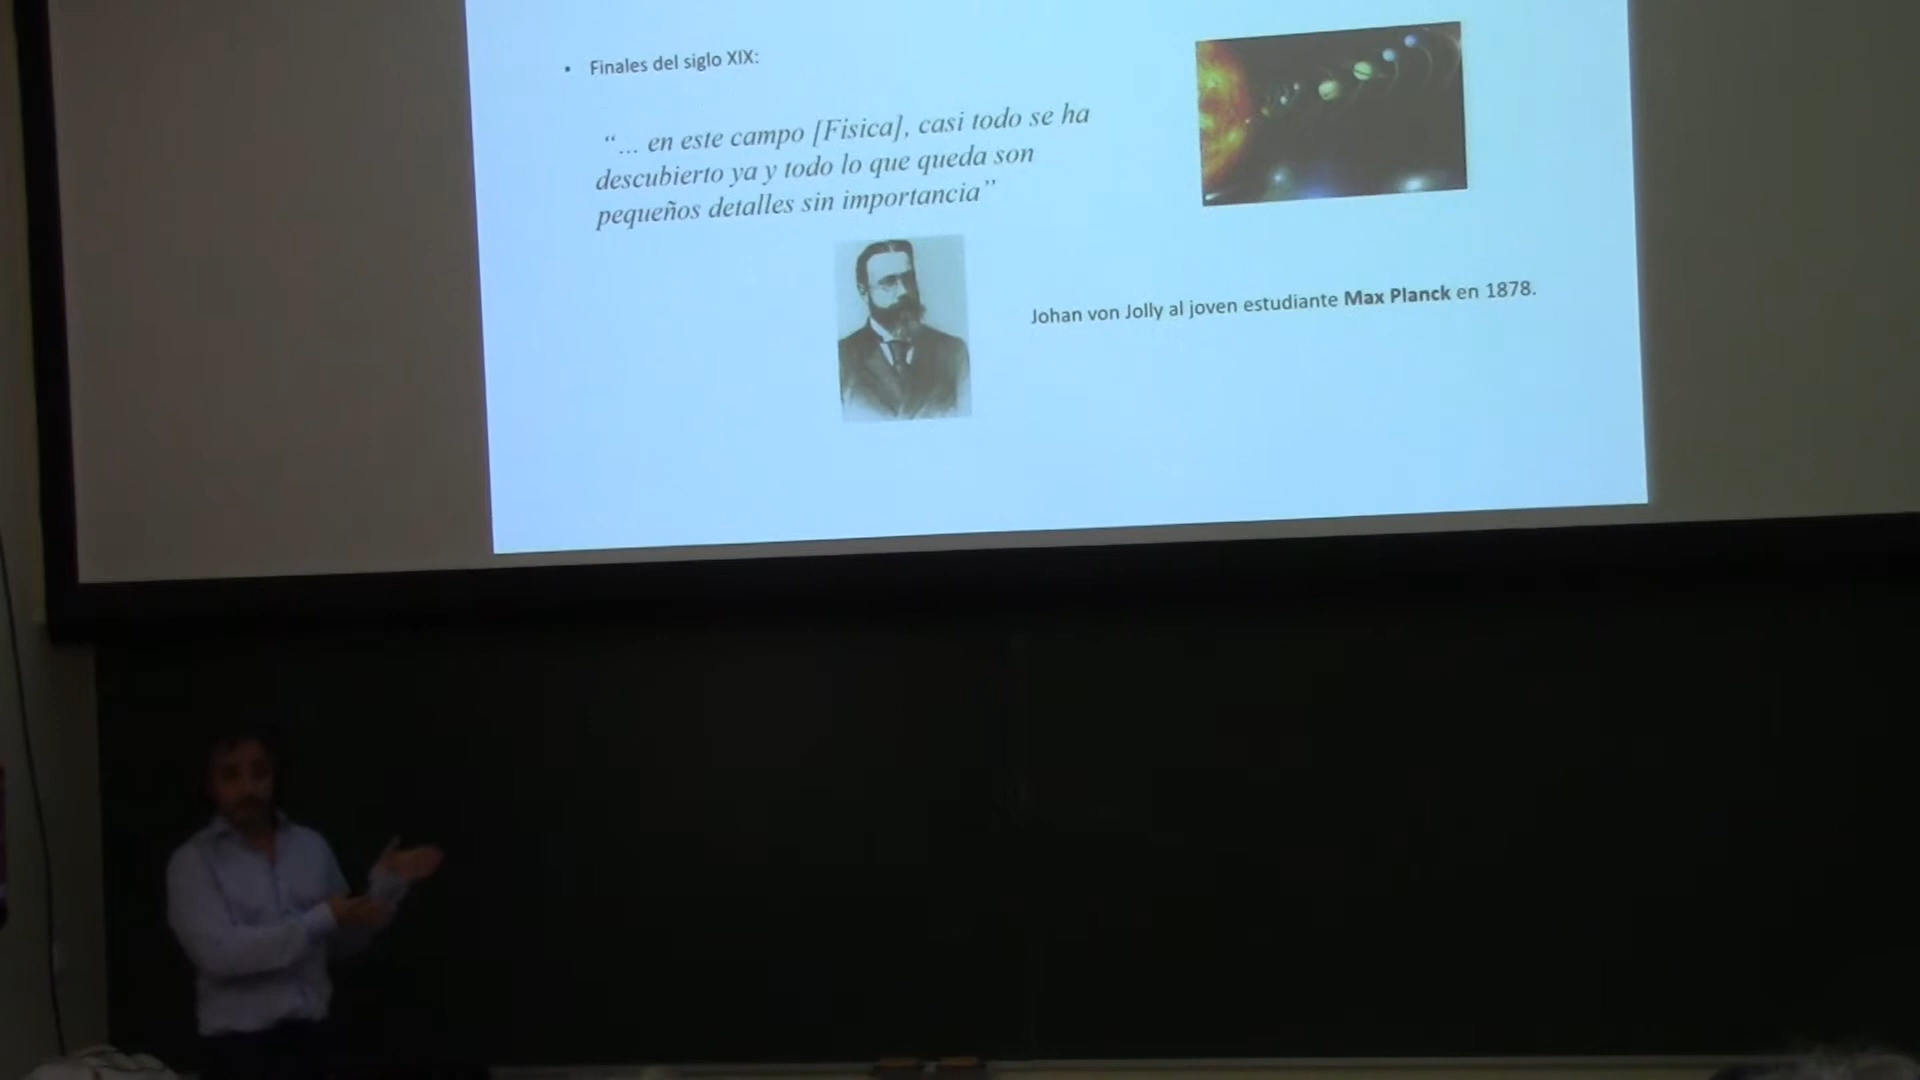 • Finales del siglo XIX:
“... en este campo [Fisica], casi todo se ha
descubierto ya y todo lo que queda son
pequeños detalles sin importancia”
Johan von Jolly al joven estudiante Max Planck en 1878.